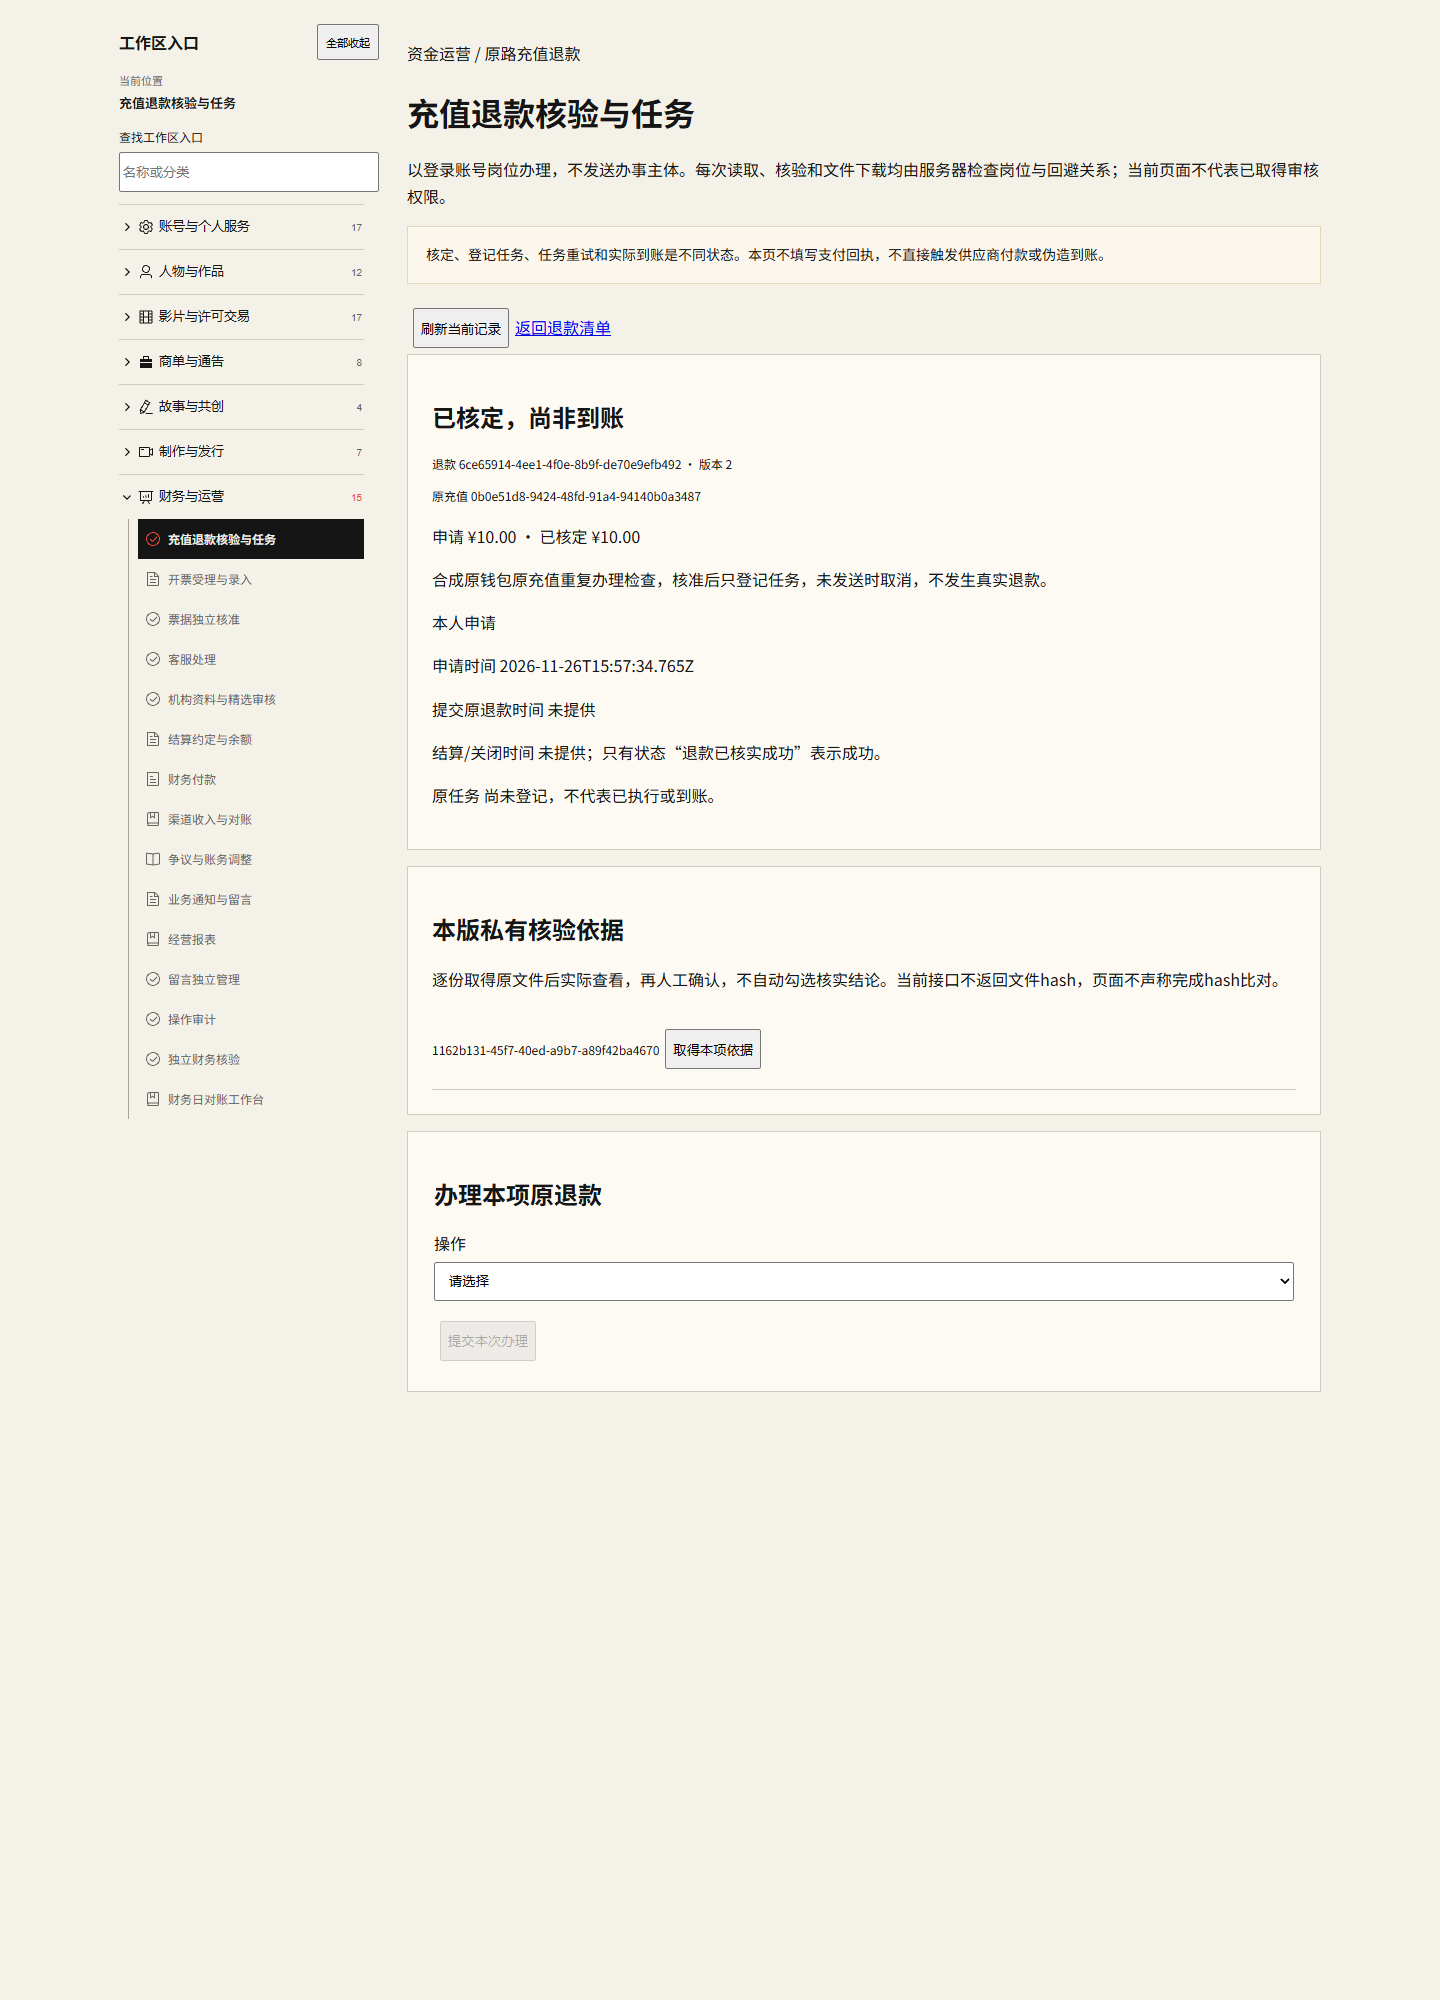 工作区入口
全部收起
当前位置
充值退款核验与任务
查找工作区入口
名称或分类
账号与个人服务 17
人物与作品 12
影片与许可交易 17
商单与通告 8
故事与共创 4
制作与发行 7
财务与运营 15
充值退款核验与任务
开票受理与录入
票据独立核准
客服处理
机构资料与精选审核
结算约定与余额
财务付款
渠道收入与对账
争议与账务调整
业务通知与留言
经营报表
留言独立管理
操作审计
独立财务核验
财务日对账工作台
资金运营 / 原路充值退款
充值退款核验与任务
以登录账号岗位办理，不发送办事主体。每次读取、核验和文件下载均由服务器检查岗位与回避关系；当前页面不代表已取得审核
权限。
核定、登记任务、任务重试和实际到账是不同状态。本页不填写支付回执，不直接触发供应商付款或伪造到账。
刷新当前记录 返回退款清单
已核定，尚非到账
退款 6ce65914-4ee1-4f0e-8b9f-de70e9efb492 · 版本 2
原充值 0b0e51d8-9424-48fd-91a4-94140b0a3487
申请 ¥10.00 · 已核定 ¥10.00
合成原钱包原充值重复办理检查，核准后只登记任务，未发送时取消，不发生真实退款。
本人申请
申请时间 2026-11-26T15:57:34.765Z
提交原退款时间 未提供
结算/关闭时间 未提供；只有状态“退款已核实成功”表示成功。
原任务 尚未登记，不代表已执行或到账。
本版私有核验依据
逐份取得原文件后实际查看，再人工确认，不自动勾选核实结论。当前接口不返回文件hash，页面不声称完成hash比对。
1162b131-45f7-40ed-a9b7-a89f42ba4670 取得本项依据
办理本项原退款
操作
请选择
提交本次办理